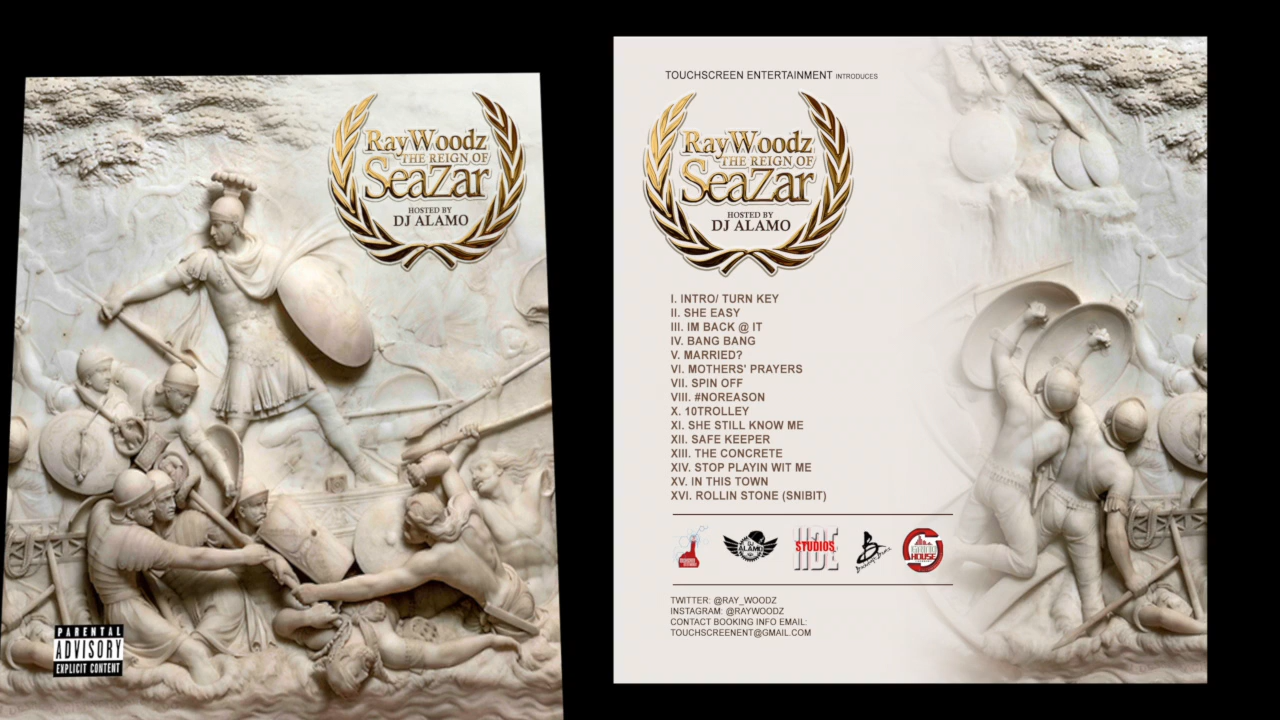 RayWoodz
THE REIGN OF
SeaZar
HOSTED BY
DJ ALAMO
PARENTAL
ADVISORY
EXPLICIT CONTENT
TOUCHSCREEN ENTERTAINMENT INTRODUCES
RayWoodz
THE REIGN OF
SeaZar
HOSTED BY
DJ ALAMO
I. INTRO/ TURN KEY
II. SHE EASY
III. IM BACK @ IT
IV. BANG BANG
V. MARRIED?
VI. MOTHERS' PRAYERS
VII. SPIN OFF
VIII. #NOREASON
X. 10TROLLEY
XI. SHE STILL KNOW ME
XII. SAFE KEEPER
XIII. THE CONCRETE
XIV. STOP PLAYIN WIT ME
XV. IN THIS TOWN
XVI. ROLLIN STONE (SNIBIT)
DJ
ALAMO
STUDIOS
HOUSE
TWITTER: @RAY_WOODZ
INSTAGRAM: @RAYWOODZ
CONTACT BOOKING INFO EMAIL:
TOUCHSCREENENT@GMAIL.COM